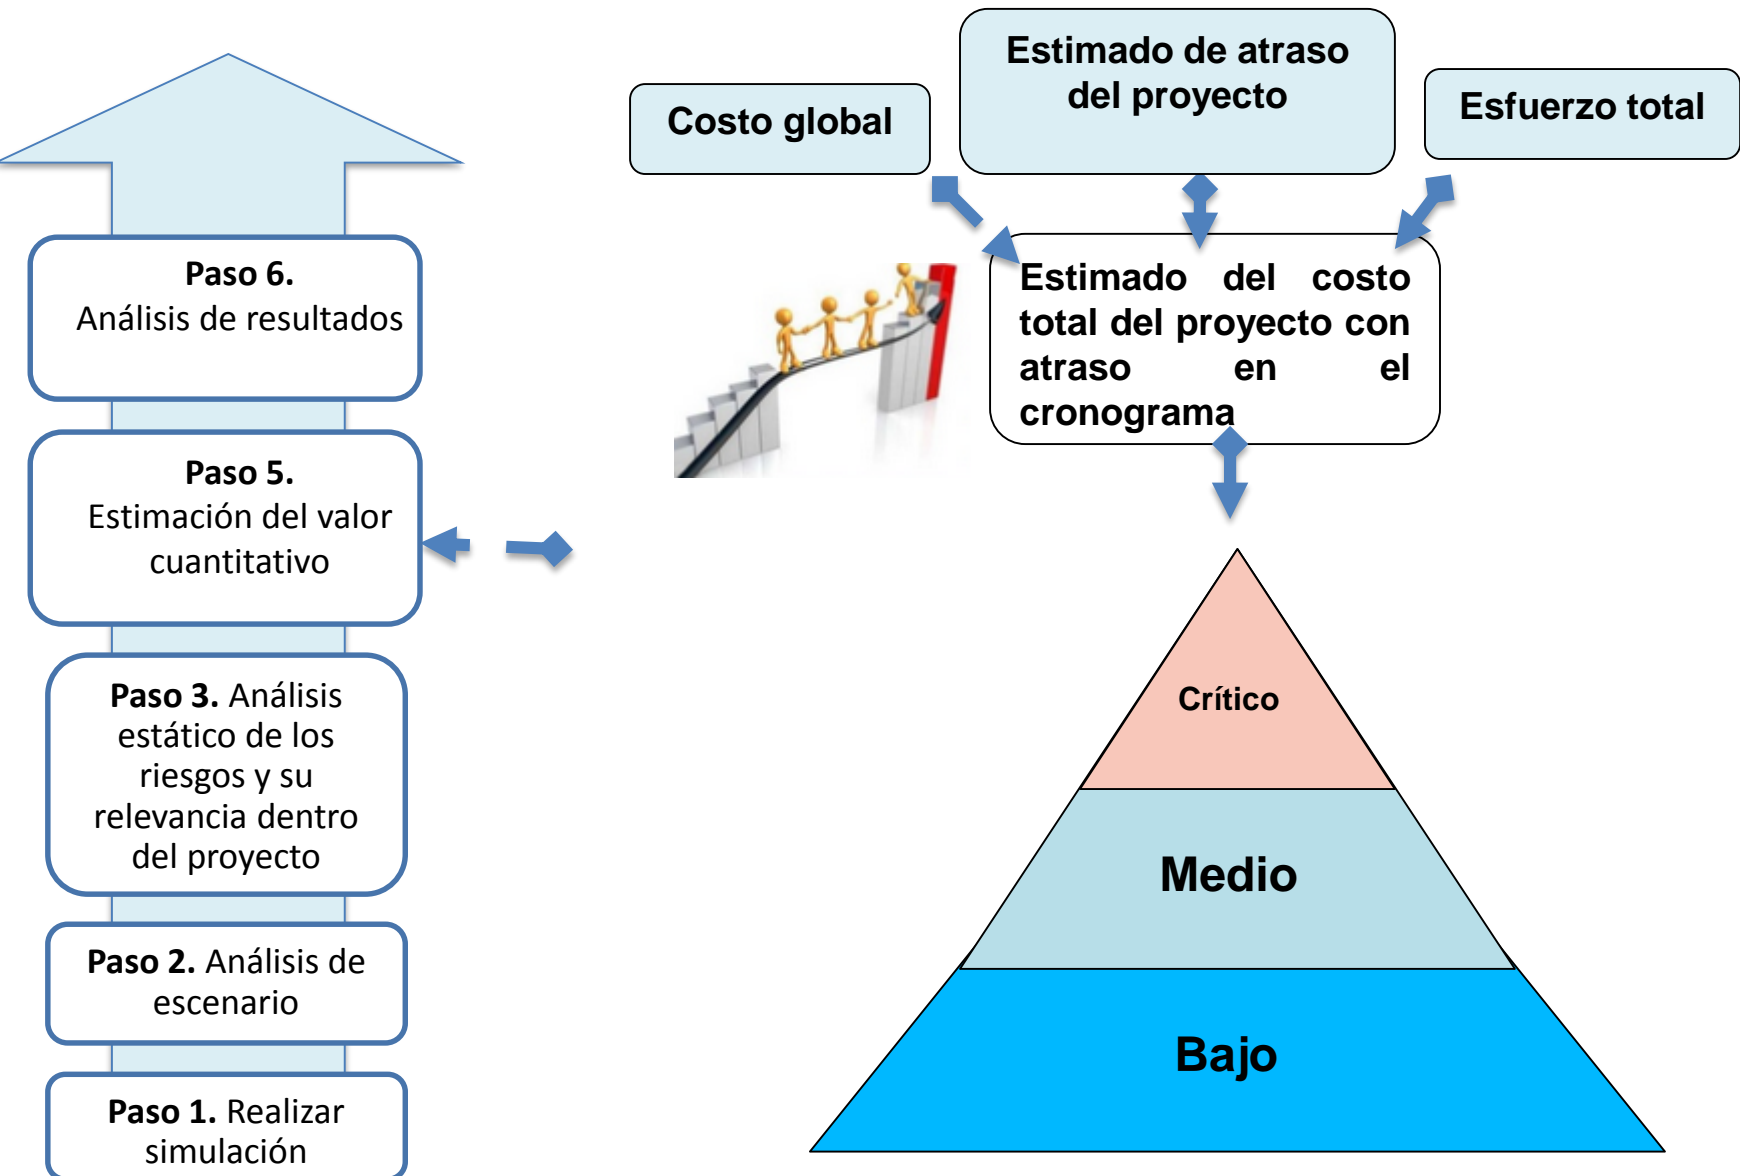 Paso 6.
Análisis de resultados
Paso 5.
Estimación del valor
cuantitativo
Paso 3. Análisis
estático de los
riesgos y su
relevancia dentro
del proyecto
Paso 2. Análisis de
escenario
Paso 1. Realizar
simulación
Costo global
Estimado de atraso
del proyecto
Esfuerzo total
Estimado del costo
total del proyecto con
atraso en el
cronograma
Crítico
Medio
Bajo